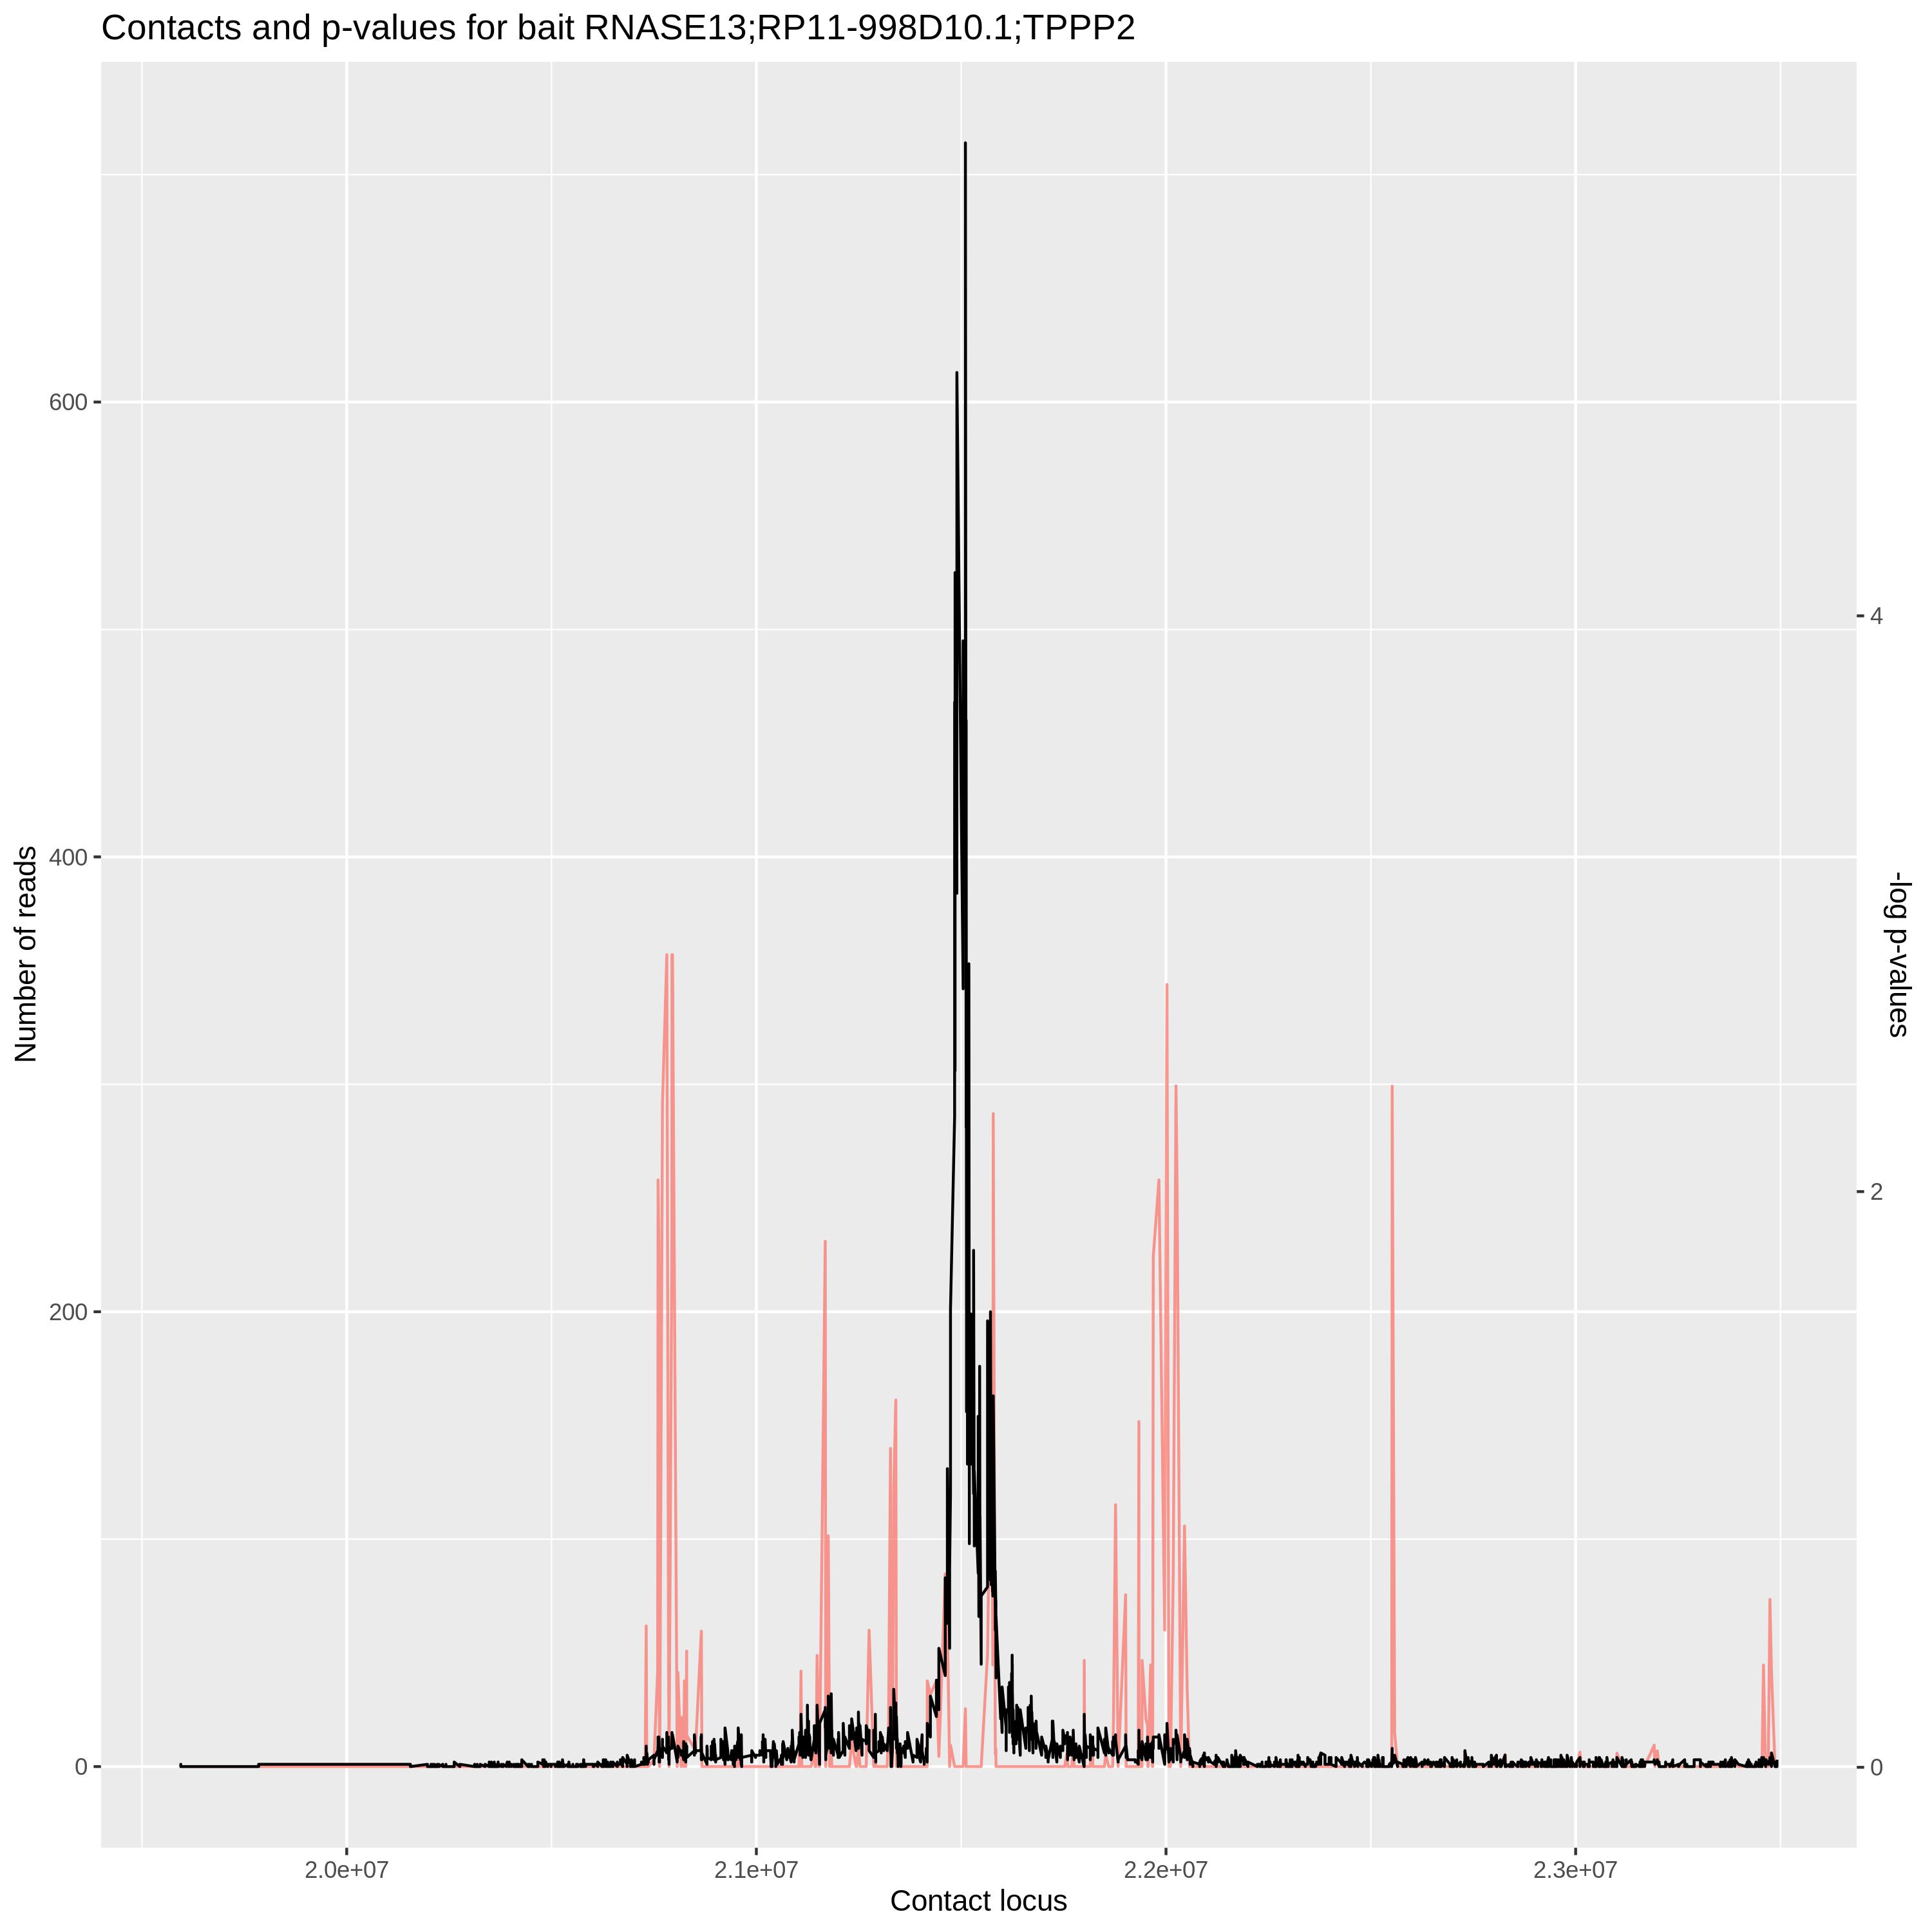 Contacts and p-values for bait RNASE13;RP11-998D10.1;TPPP2
600
400
200
0
Number of reads
4
2
0
-log p-values
2.0e+07
2.1e+07
2.2e+07
2.3e+07
Contact locus